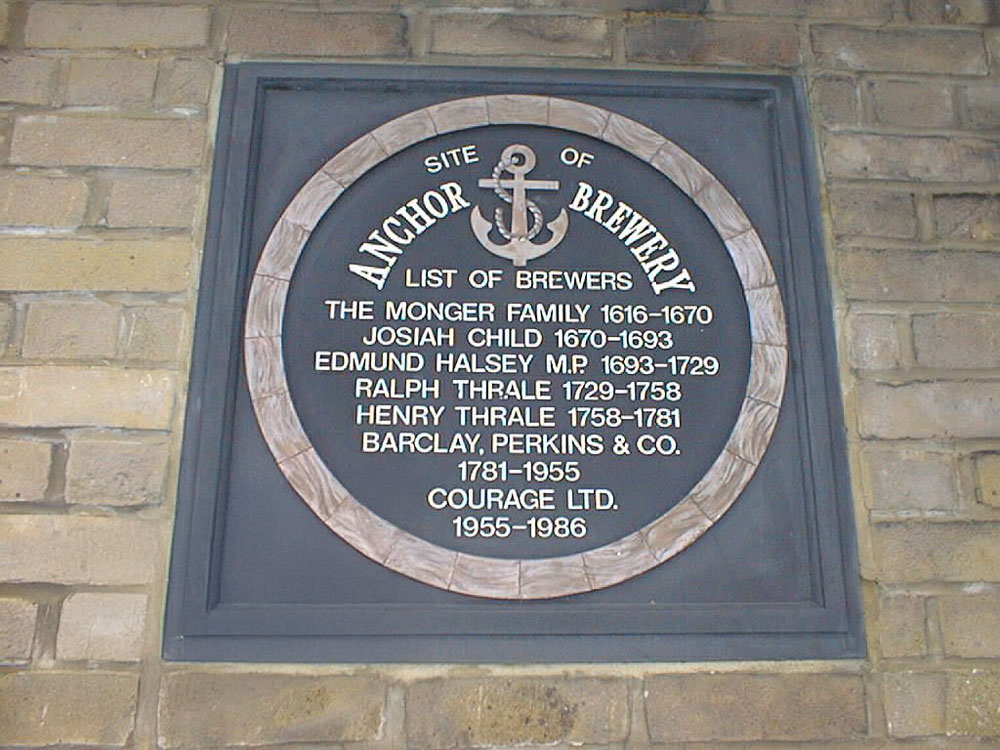 SITE OF
ANCHOR BREWERY
LIST OF BREWERS
THE MONGER FAMILY 1616–1670
JOSIAH CHILD 1670–1693
EDMUND HALSEY M.P. 1693–1729
RALPH THRALE 1729–1758
HENRY THRALE 1758–1781
BARCLAY, PERKINS & CO.
1781–1955
COURAGE LTD.
1955–1986